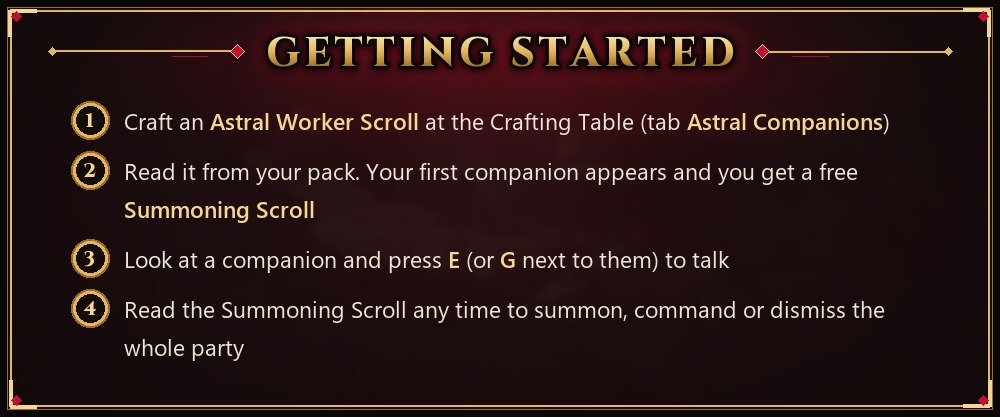 GETTING STARTED
1 Craft an Astral Worker Scroll at the Crafting Table (tab Astral Companions)
2 Read it from your pack. Your first companion appears and you get a free
Summoning Scroll
3 Look at a companion and press E (or G next to them) to talk
4 Read the Summoning Scroll any time to summon, command or dismiss the
whole party